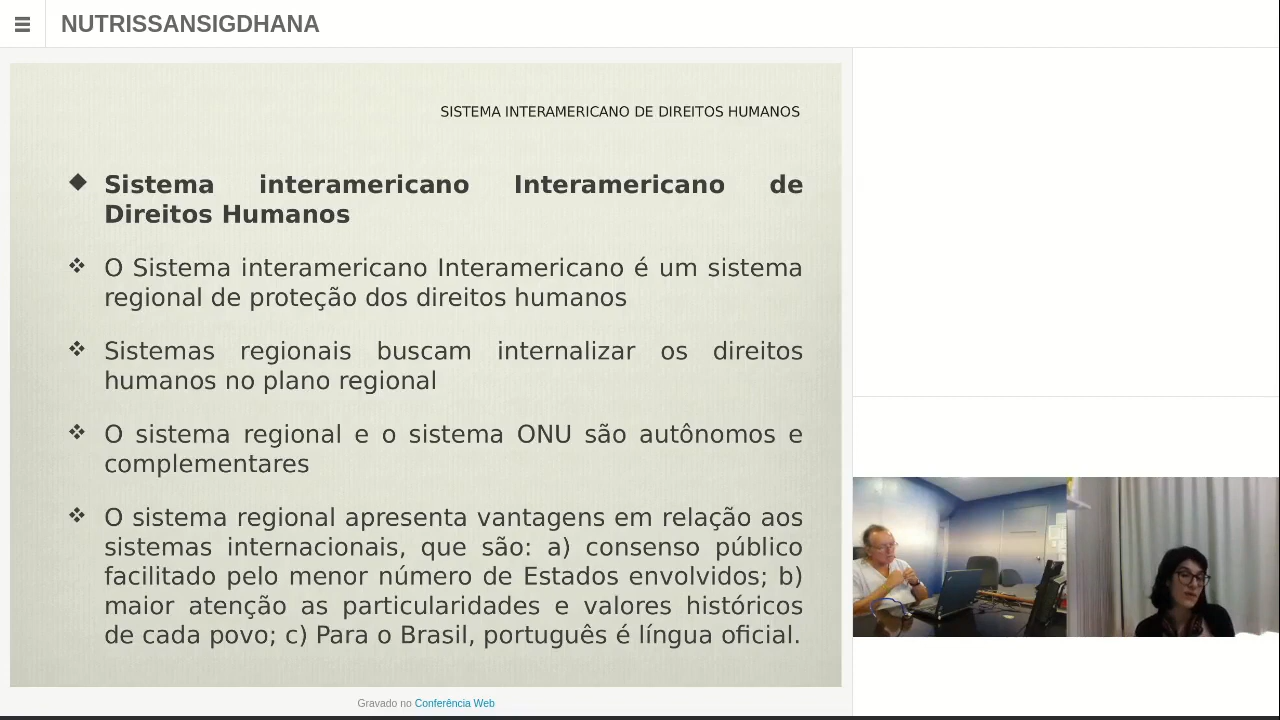 NUTRISSANSIGDHANA
SISTEMA INTERAMERICANO DE DIREITOS HUMANOS
Sistema interamericano Interamericano de
Direitos Humanos
O Sistema interamericano Interamericano é um sistema
regional de proteção dos direitos humanos
Sistemas regionais buscam internalizar os direitos
humanos no plano regional
O sistema regional e o sistema ONU são autônomos e
complementares
O sistema regional apresenta vantagens em relação aos
sistemas internacionais, que são: a) consenso público
facilitado pelo menor número de Estados envolvidos; b)
maior atenção as particularidades e valores históricos
de cada povo; c) Para o Brasil, português é língua oficial.
Gravado no Conferência Web